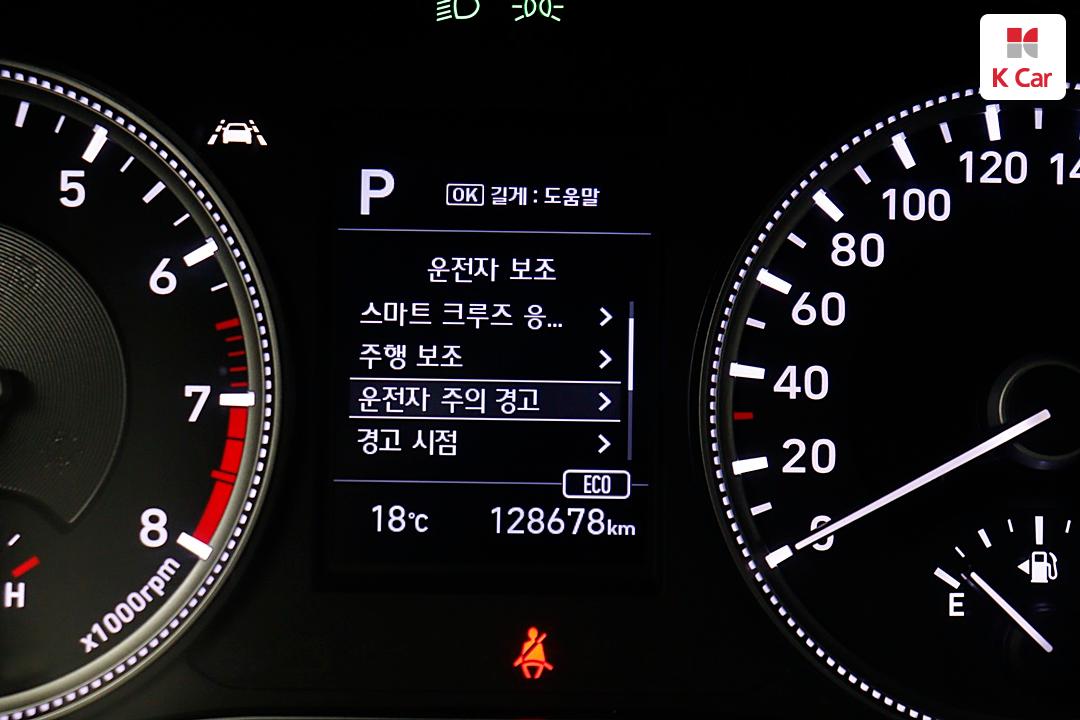 K Car
5
6
7
8
x1000rpm
H
P
OK 길게 : 도움말
운전자 보조
스마트 크루즈 응...
주행 보조
운전자 주의 경고
경고 시점
ECO
18℃ 128678km
120
100
80
60
40
20
0
E